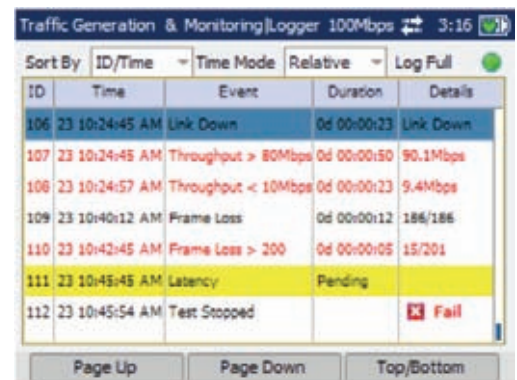 Traffic Generation & Monitoring|Logger 100Mbps 3:16
Sort By ID/Time Time Mode Relative Log Full
ID Time Event Duration Details
106 23 10:24:45 AM Link Down 0d 00:00:23 Link Down
107 23 10:24:45 AM Throughput > 80Mbps 0d 00:00:50 90.1Mbps
108 23 10:24:57 AM Throughput < 10Mbps 0d 00:00:23 9.4Mbps
109 23 10:40:12 AM Frame Loss 0d 00:00:12 186/186
110 23 10:42:45 AM Frame Loss > 200 0d 00:00:05 15/201
111 23 10:45:45 AM Latency Pending
112 23 10:45:54 AM Test Stopped Fail
Page Up Page Down Top/Bottom